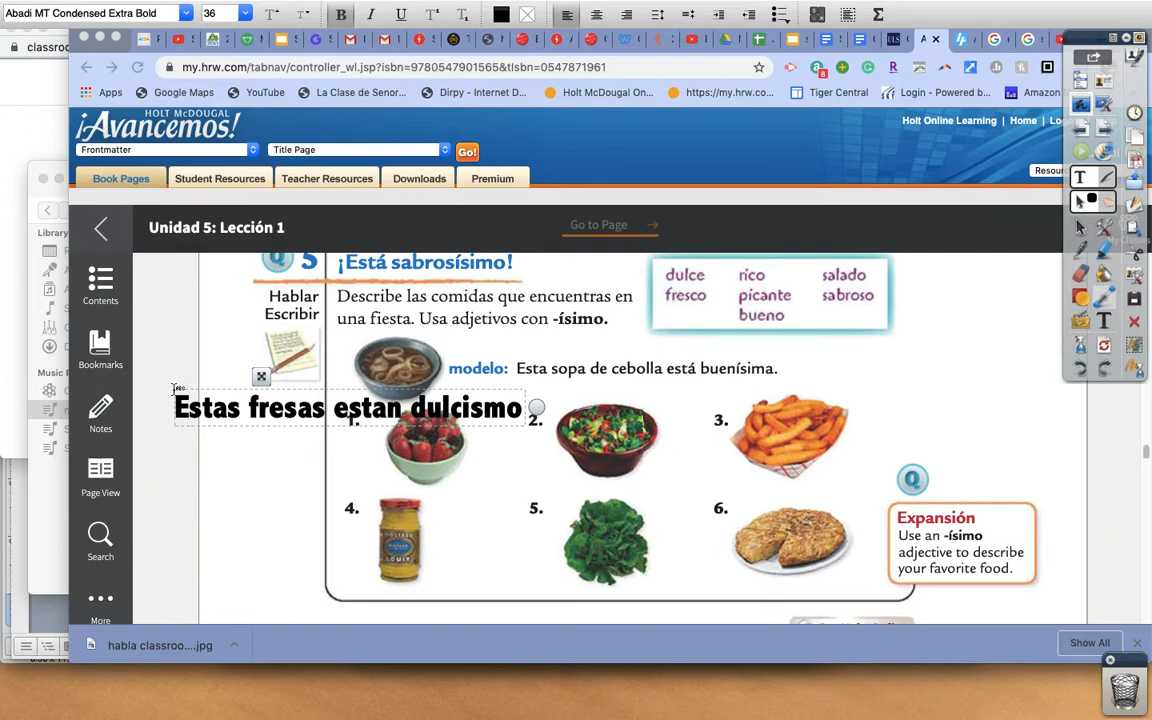 Abadi MT Condensed Extra Bold 36 B I U T¹ T₁ Σ
classroo
my.hrw.com/tabnav/controller_wl.jsp?isbn=9780547901565&tlsbn=0547871961
Apps Google Maps YouTube La Clase de Senor... Dirpy - Internet D... Holt McDougal On... https://my.hrw.co... Tiger Central Login - Powered b... Amazon
HOLT McDOUGAL
¡Avancemos!
Holt Online Learning | Home |
Frontmatter Title Page Go!
Book Pages Student Resources Teacher Resources Downloads Premium
Unidad 5: Lección 1 Go to Page →
Library
Music
Contents
Bookmarks
Notes
Page View
Search
More
5 ¡Está sabrosísimo!
Hablar
Escribir
Describe las comidas que encuentras en
una fiesta. Usa adjetivos con -ísimo.
dulce rico salado
fresco picante sabroso
bueno
modelo: Esta sopa de cebolla está buenísima.
Estas fresas estan dulcismo
1. 2. 3.
4. 5. 6.
Q
Expansión
Use an -ísimo
adjective to describe
your favorite food.
habla classroo....jpg
Show All